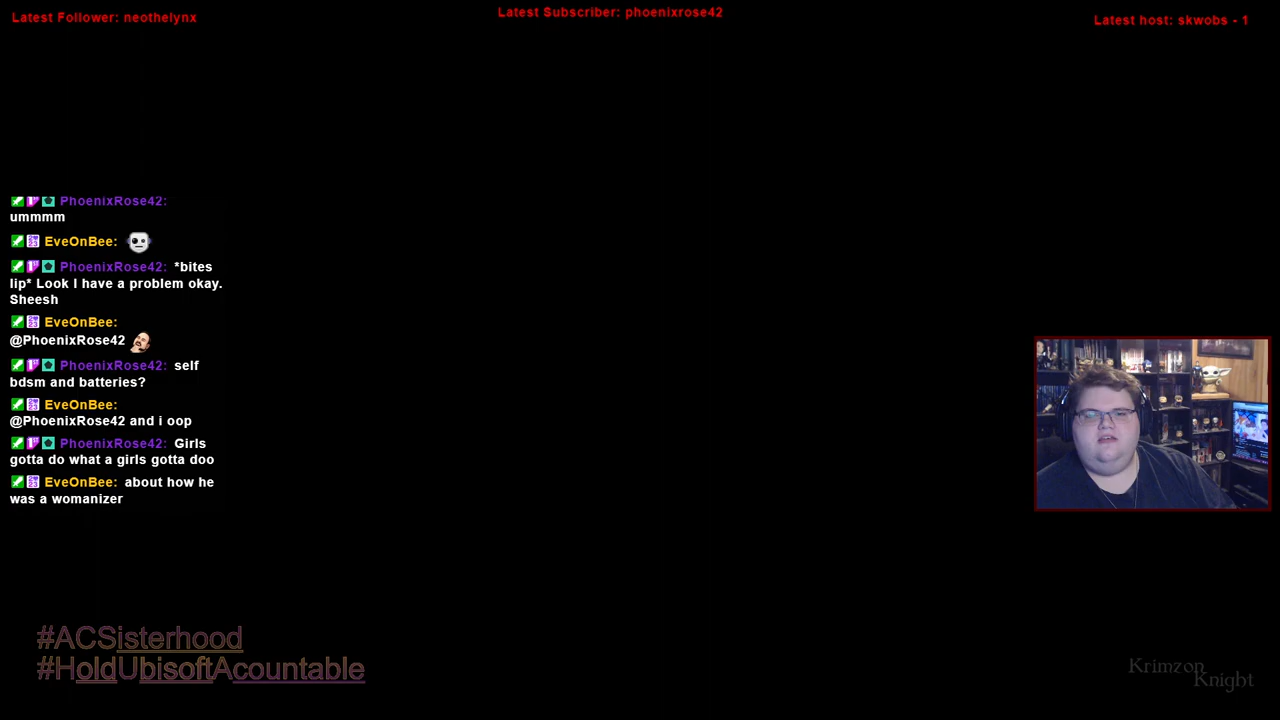 Latest Follower: neothelynx
Latest Subscriber: phoenixrose42
Latest host: skwobs - 1
PhoenixRose42:
ummmm
EveOnBee:
PhoenixRose42: *bites
lip* Look I have a problem okay.
Sheesh
EveOnBee:
@PhoenixRose42
PhoenixRose42: self
bdsm and batteries?
EveOnBee:
@PhoenixRose42 and i oop
PhoenixRose42: Girls
gotta do what a girls gotta doo
EveOnBee: about how he
was a womanizer
#ACSisterhood
#HoldUbisoftAcountable
Krimzon
Knight